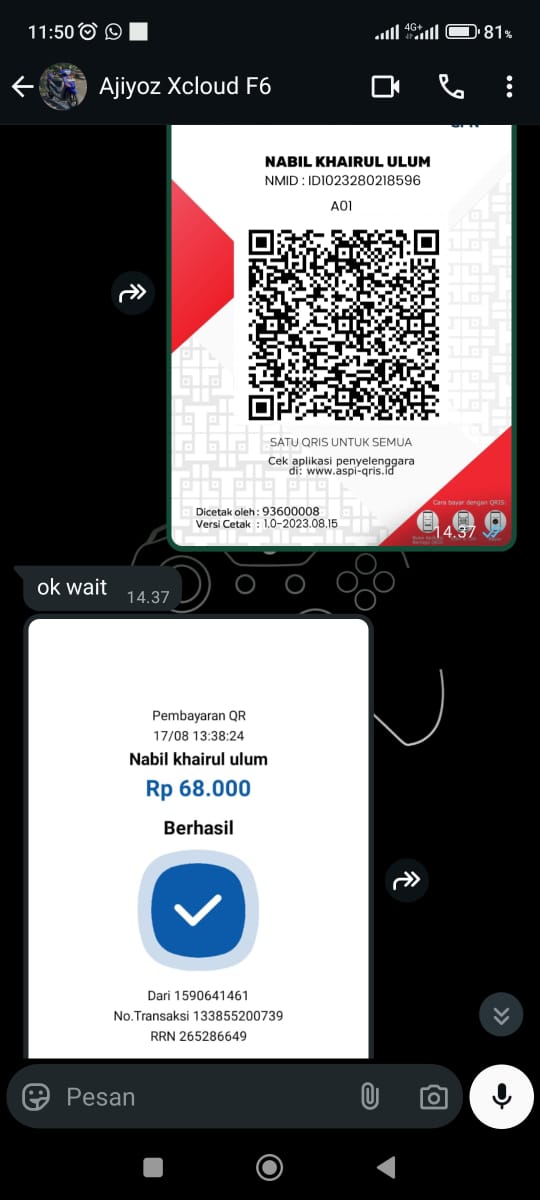 11:50
4G+
81%
Ajiyoz Xcloud F6
NABIL KHAIRUL ULUM
NMID : ID1023280218596
A01
SATU QRIS UNTUK SEMUA
Cek aplikasi penyelenggara
di: www.aspi-qris.id
Dicetak oleh : 93600008
Versi Cetak : 1.0-2023.08.15
Cara bayar dengan QRIS:
14.37
ok wait
14.37
Pembayaran QR
17/08 13:38:24
Nabil khairul ulum
Rp 68.000
Berhasil
Dari 1590641461
No.Transaksi 133855200739
RRN 265286649
Pesan